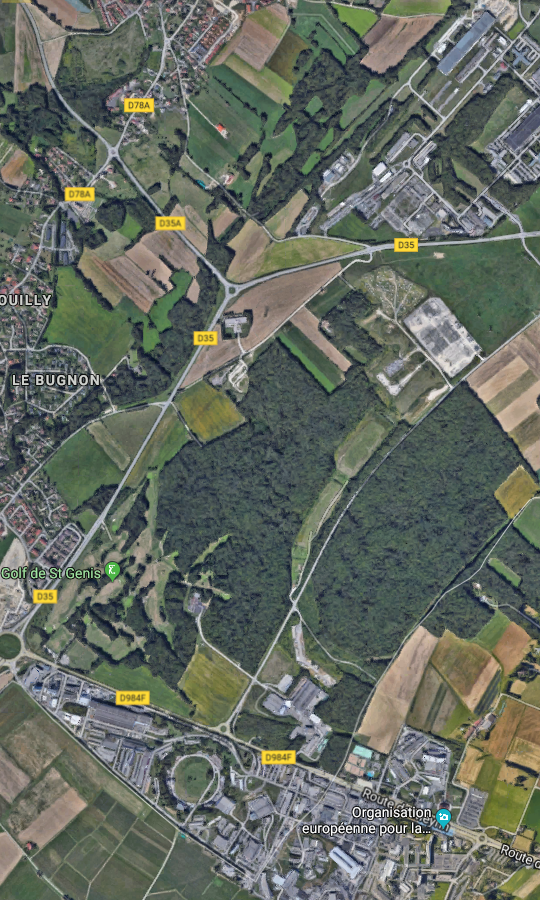 D78A
D78A
D35A
D35
OUILLY
D35
LE BUGNON
Golf de St Genis
D35
D984F
D984F
Route de
Organisation
européenne pour la...
Route d